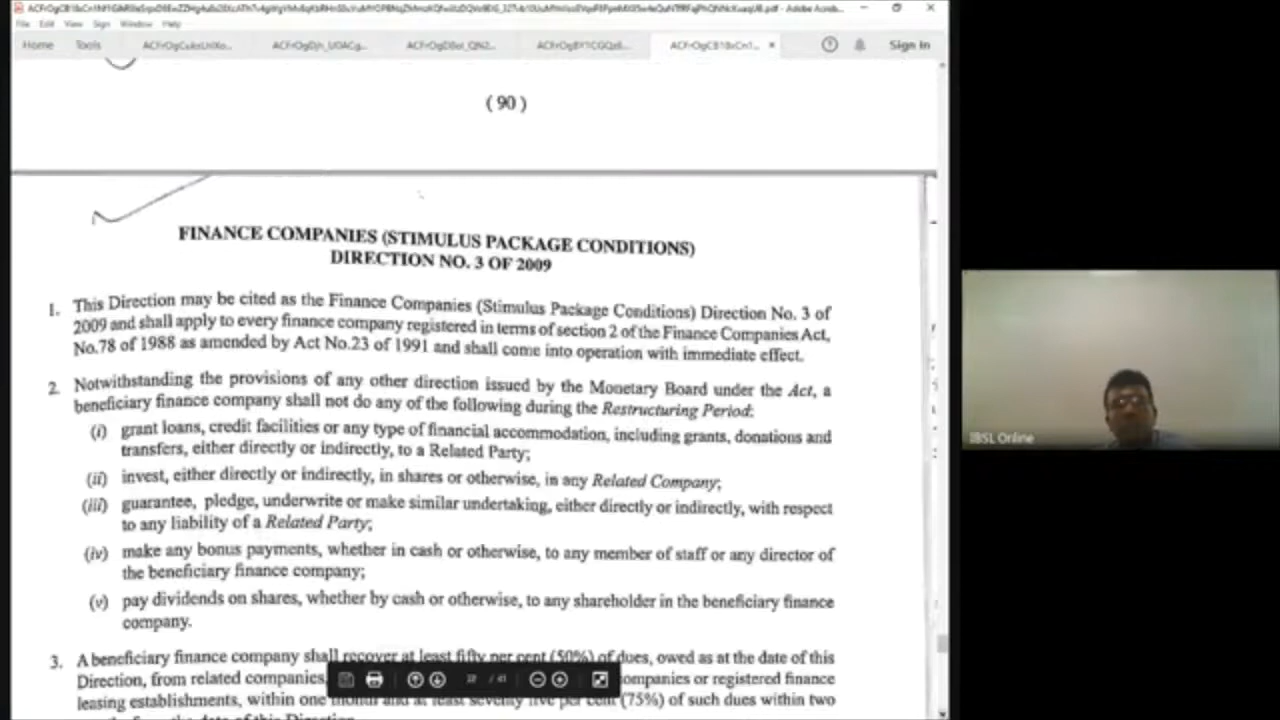 File Edit View Sign Window Help
Home Tools Sign In
( 90 )
FINANCE COMPANIES (STIMULUS PACKAGE CONDITIONS)
DIRECTION NO. 3 OF 2009
1. This Direction may be cited as the Finance Companies (Stimulus Package Conditions) Direction No. 3 of
2009 and shall apply to every finance company registered in terms of section 2 of the Finance Companies Act,
No.78 of 1988 as amended by Act No.23 of 1991 and shall come into operation with immediate effect.
2. Notwithstanding the provisions of any other direction issued by the Monetary Board under the Act, a
beneficiary finance company shall not do any of the following during the Restructuring Period:
(i) grant loans, credit facilities or any type of financial accommodation, including grants, donations and
transfers, either directly or indirectly, to a Related Party;
(ii) invest, either directly or indirectly, in shares or otherwise, in any Related Company;
(iii) guarantee, pledge, underwrite or make similar undertaking, either directly or indirectly, with respect
to any liability of a Related Party;
(iv) make any bonus payments, whether in cash or otherwise, to any member of staff or any director of
the beneficiary finance company;
(v) pay dividends on shares, whether by cash or otherwise, to any shareholder in the beneficiary finance
company.
3. A beneficiary finance company shall recover at least fifty per cent (50%) of dues, owed as at the date of this
Direction, from related companies, companies or registered finance
leasing establishments, within one month and at least seventy five per cent (75%) of such dues within two
IBSL Online